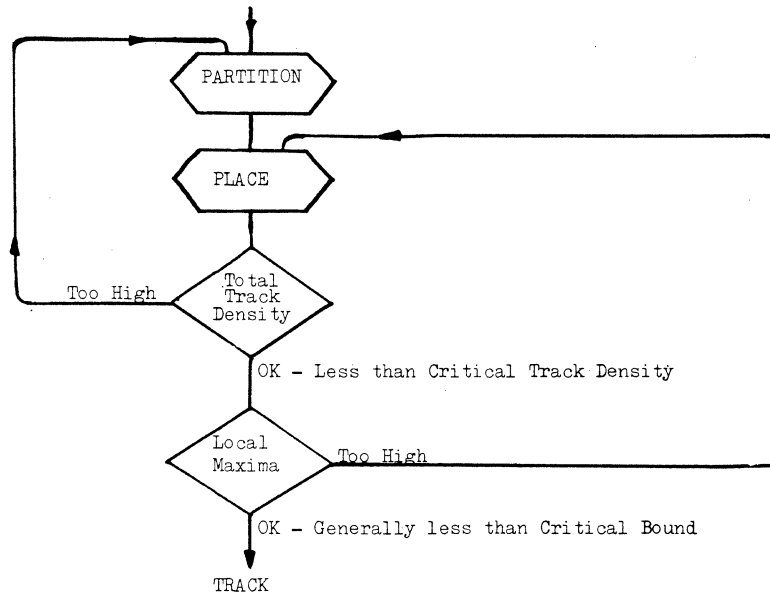 PARTITION
PLACE
Total
Track
Density
Too High
OK - Less than Critical Track Density
Local
Maxima
Too High
OK - Generally less than Critical Bound
TRACK